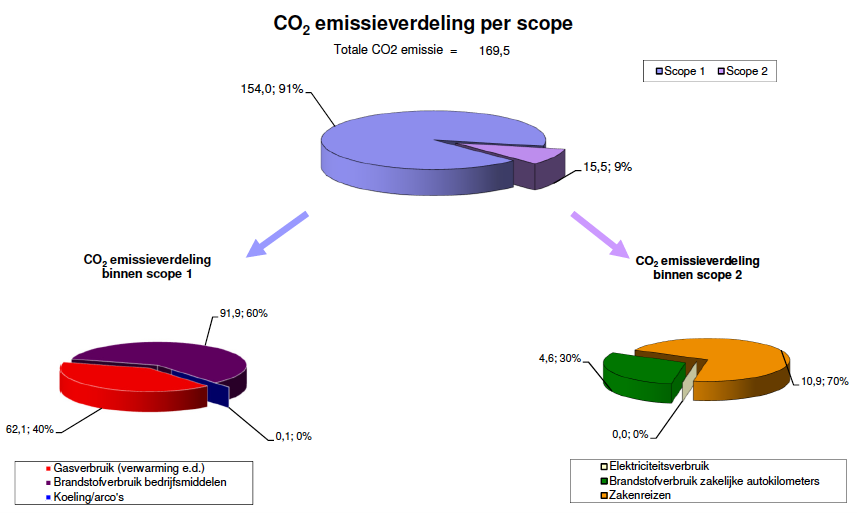 CO2 emissieverdeling per scope
Totale CO2 emissie = 169,5
Scope 1 Scope 2
154,0; 91%
15,5; 9%
CO2 emissieverdeling
binnen scope 1
91,9; 60%
62,1; 40%
0,1; 0%
Gasverbruik (verwarming e.d.)
Brandstofverbruik bedrijfsmiddelen
Koeling/arco's
CO2 emissieverdeling
binnen scope 2
4,6; 30%
10,9; 70%
0,0; 0%
Elektriciteitsverbruik
Brandstofverbruik zakelijke autokilometers
Zakenreizen